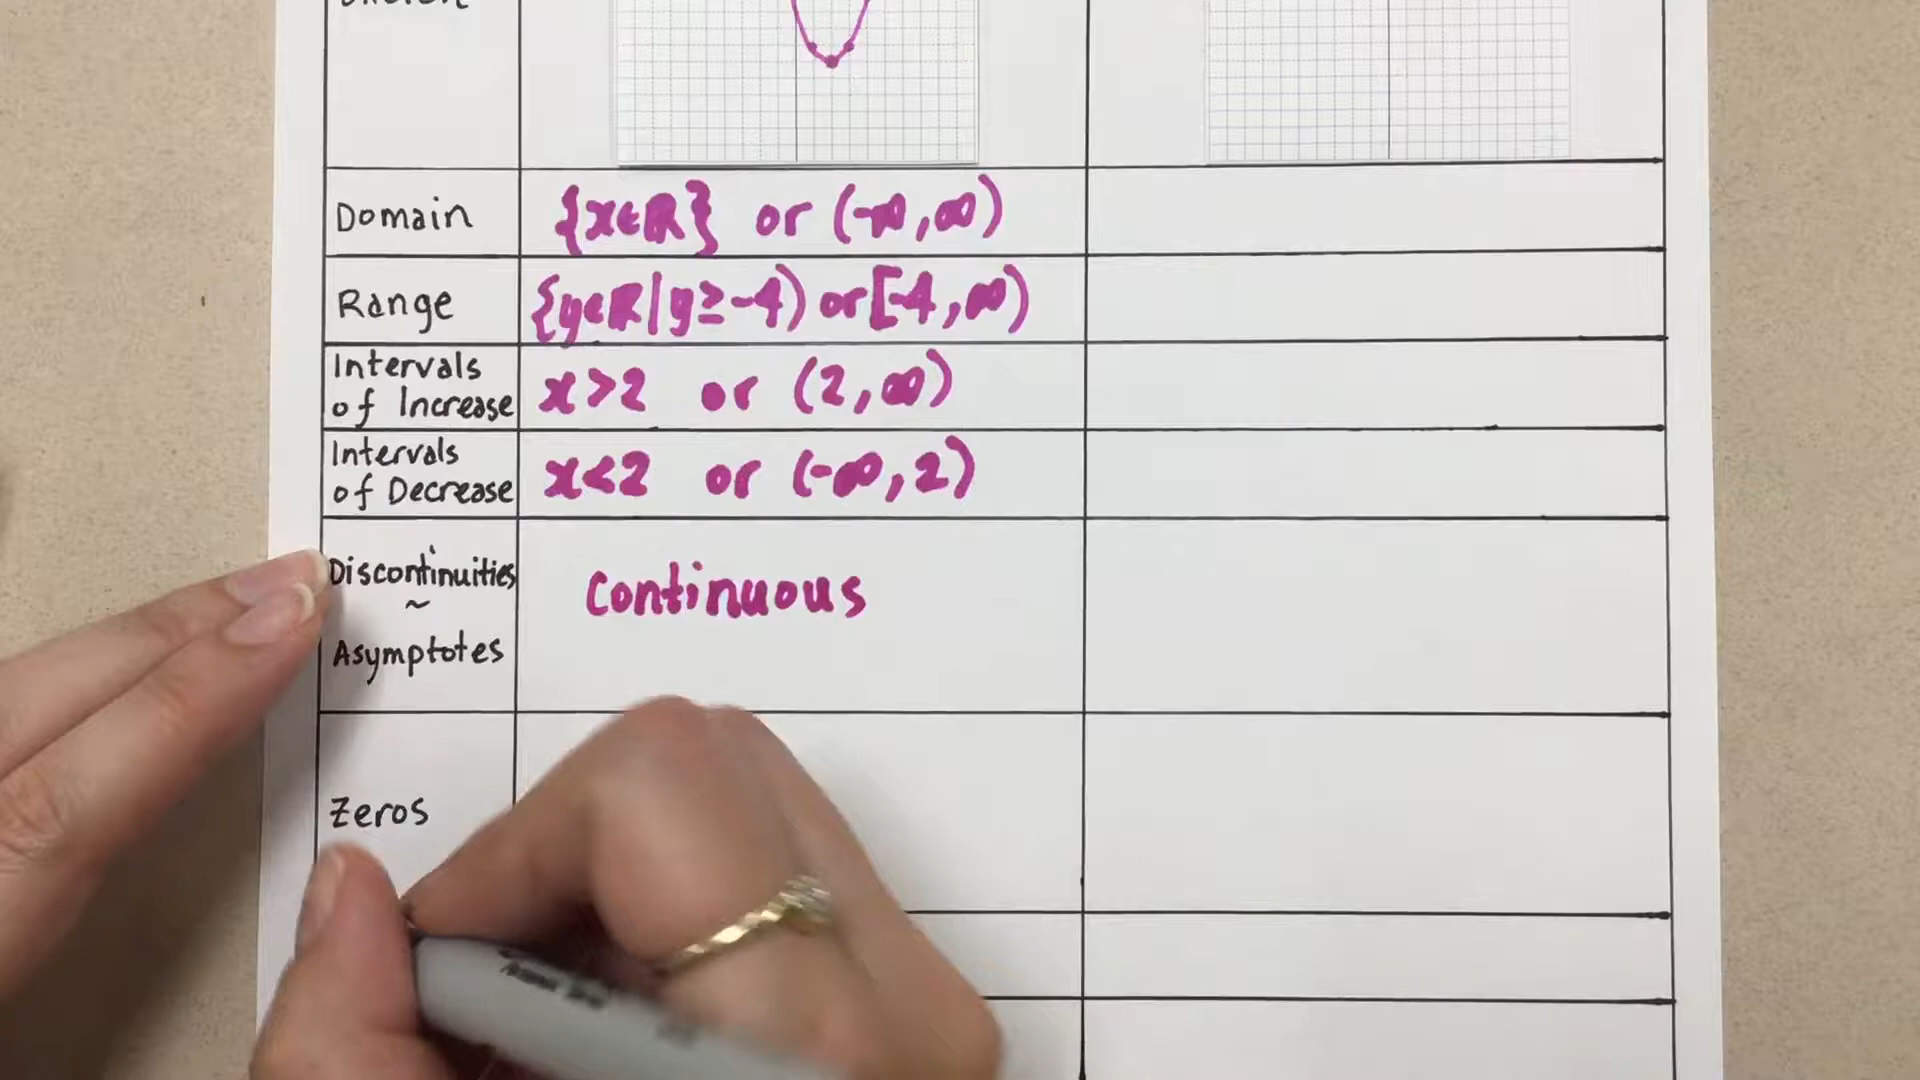 Domain {x∈ℝ} or (-∞,∞)
Range {y∈ℝ|y≥-4) or [-4,∞)
Intervals
of Increase x>2 or (2,∞)
Intervals
of Decrease x<2 or (-∞,2)
Discontinuities
~
Asymptotes
Continuous
Zeros